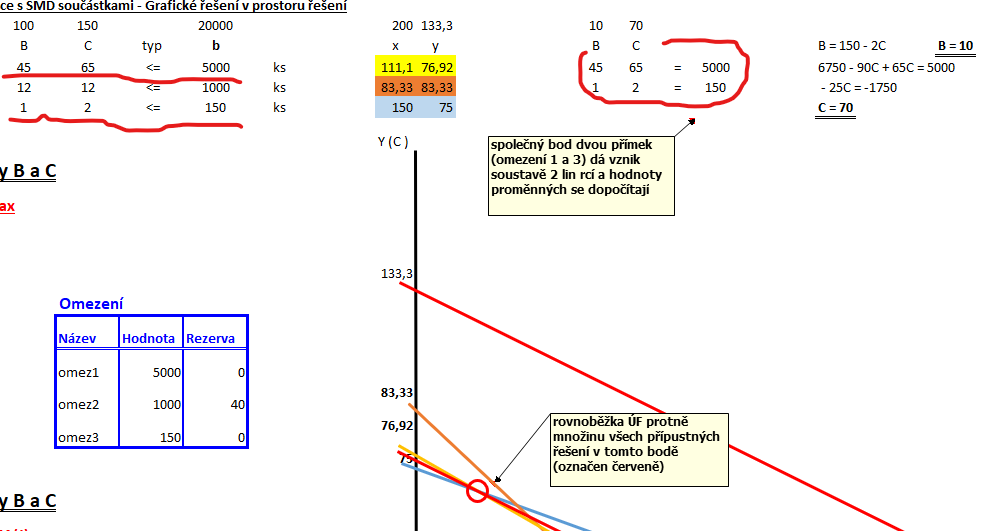 ce s SMD součástkami - Grafické řešení v prostoru řešení
100 150 20000 200 133,3 10 70
B C typ b x y B C B = 150 - 2C B = 10
45 65 <= 5000 ks 111,1 76,92 45 65 = 5000 6750 - 90C + 65C = 5000
12 12 <= 1000 ks 83,33 83,33 1 2 = 150 - 25C = -1750
1 2 <= 150 ks 150 75 C = 70
Y (C )
společný bod dvou přímek
(omezení 1 a 3) dá vznik
soustavě 2 lin rcí a hodnoty
proměnných se dopočítají
y B a C
ax
133,3
Omezení
Název Hodnota Rezerva
omez1 5000 0
omez2 1000 40
omez3 150 0
83,33
76,92
75
rovnoběžka ÚF protně
množinu všech přípustných
řešení v tomto bodě
(označen červeně)
y B a C